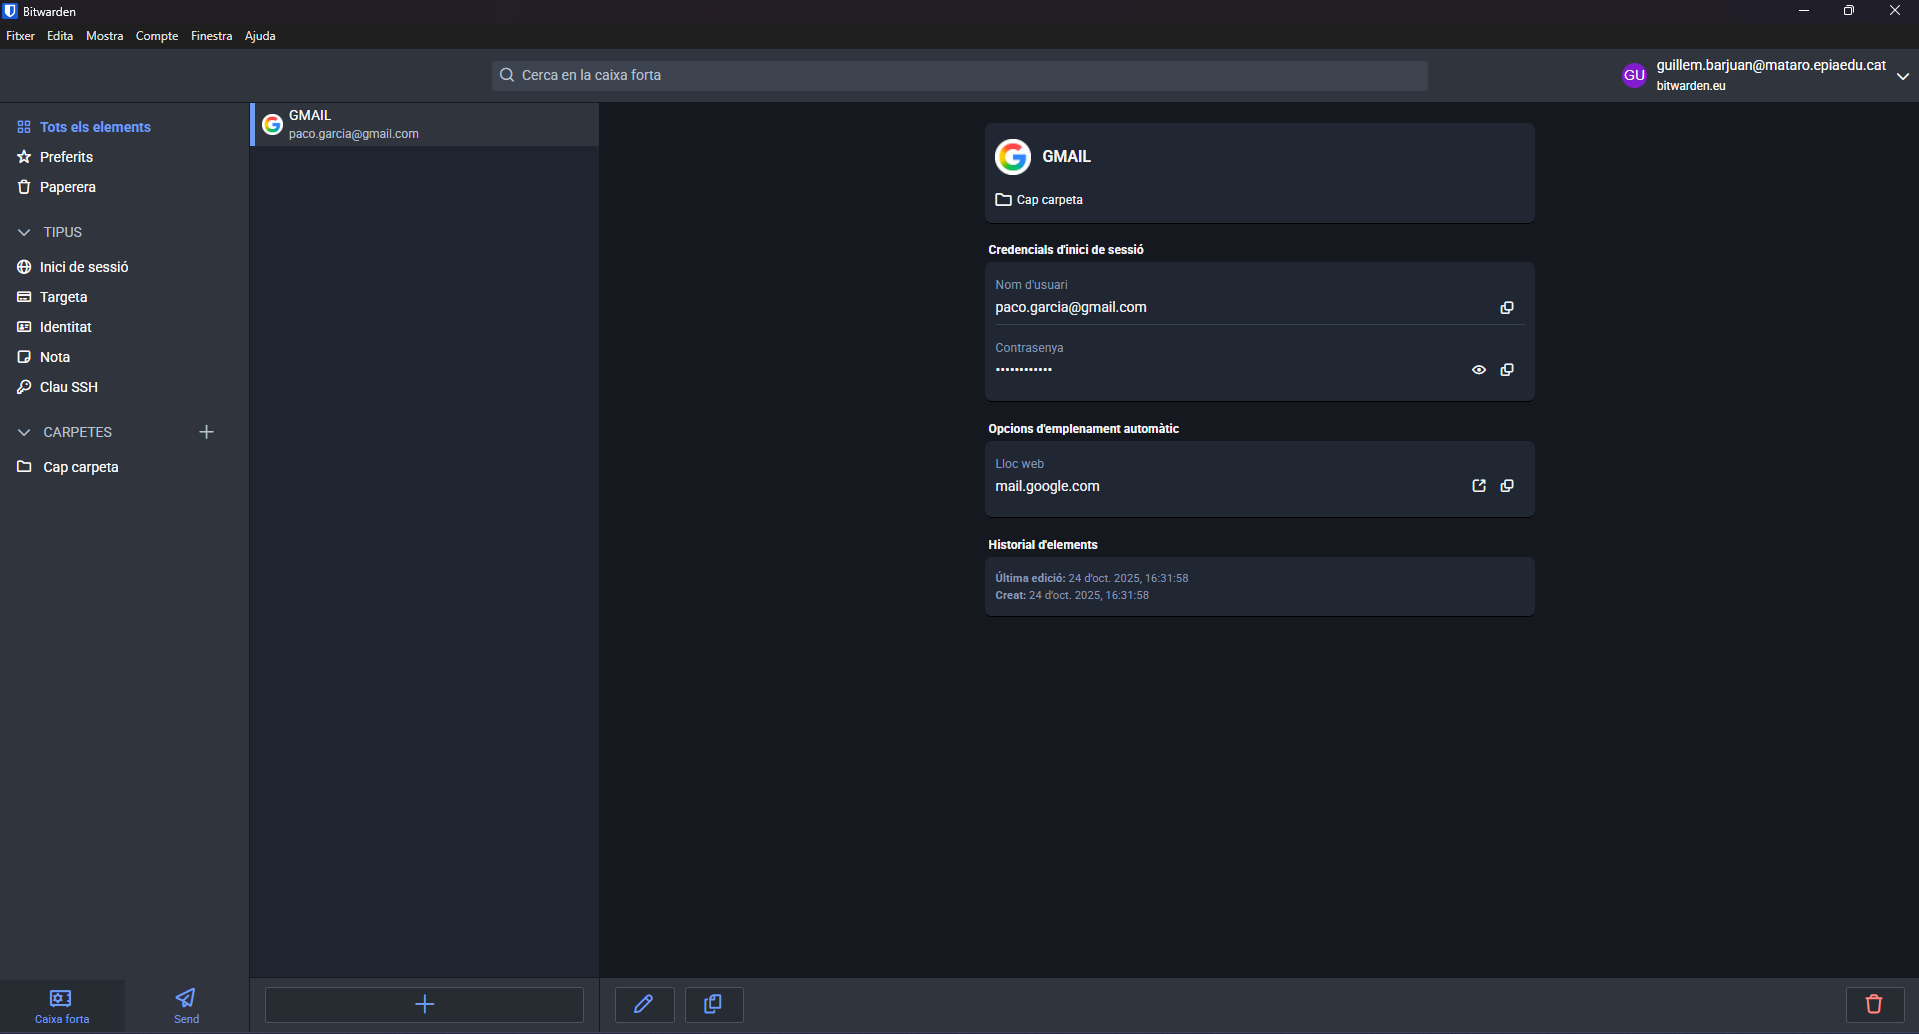 Bitwarden
Fitxer Edita Mostra Compte Finestra Ajuda
Cerca en la caixa forta
GU
guillem.barjuan@mataro.epiaedu.cat
bitwarden.eu
Tots els elements
Preferits
Paperera
TIPUS
Inici de sessió
Targeta
Identitat
Nota
Clau SSH
CARPETES
Cap carpeta
Caixa forta
Send
GMAIL
paco.garcia@gmail.com
GMAIL
Cap carpeta
Credencials d'inici de sessió
Nom d'usuari
paco.garcia@gmail.com
Contrasenya
••••••••••••
Opcions d'emplenament automàtic
Lloc web
mail.google.com
Historial d'elements
Última edició: 24 d'oct. 2025, 16:31:58
Creat: 24 d'oct. 2025, 16:31:58